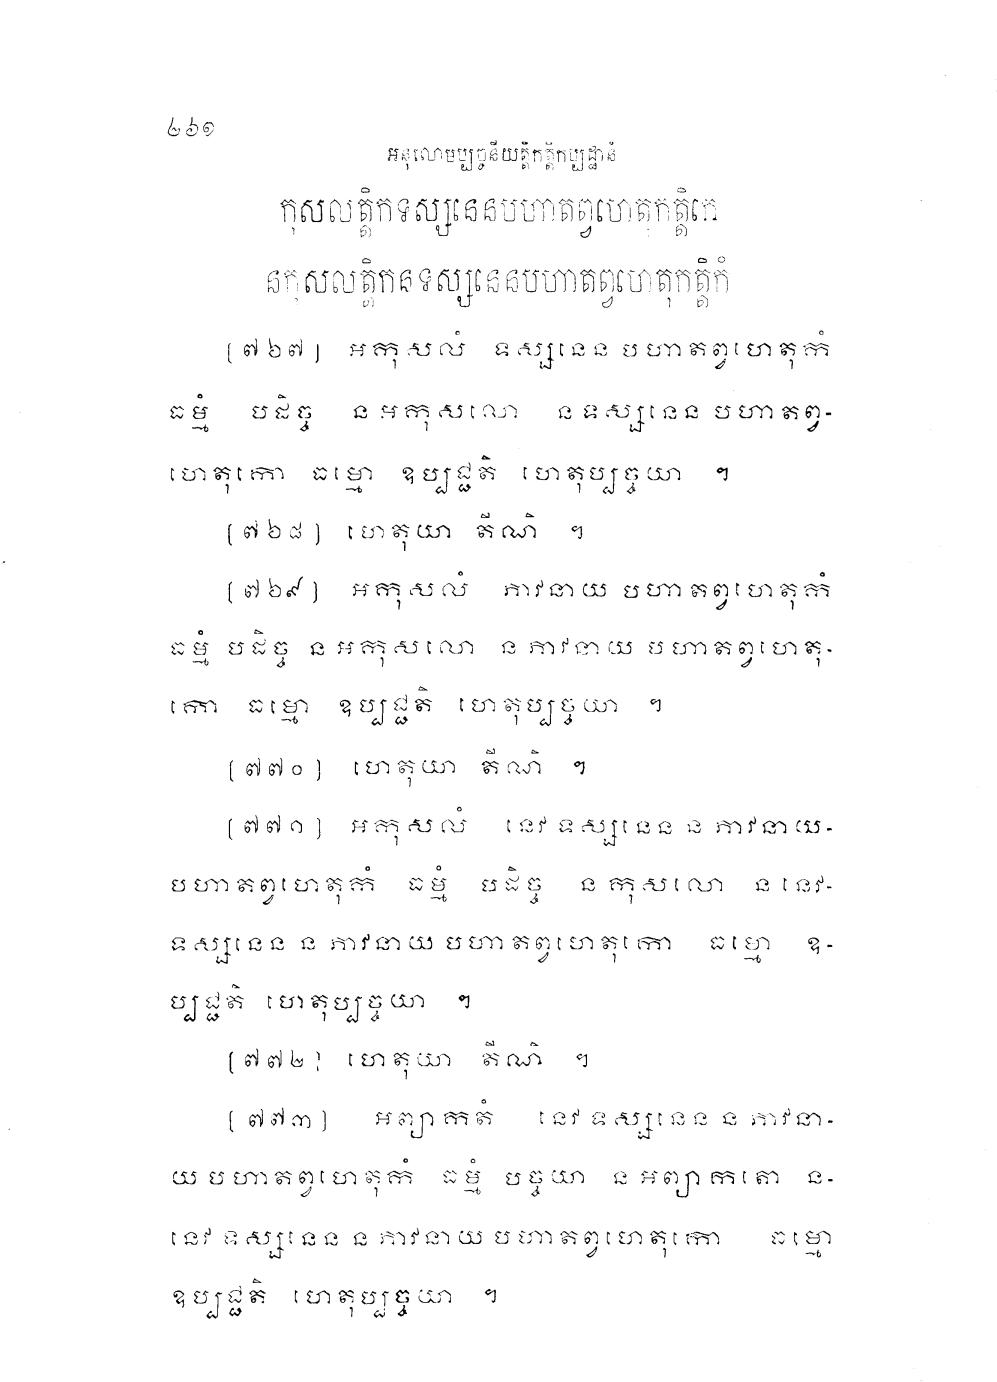 ២៦១
អនុលោមប្បច្ចនីយត្តិកត្តិកប្បដ្ឋានំ
កុសលត្តិកទស្សនេនបហាតព្វហេតុកត្តិកេ
នកុសលត្តិកនទស្សនេនបហាតព្វហេតុកត្តិកំ
[៧៦៧] អកុសលំ ទស្សនេន បហាតព្វហេតុកំ
ធម្មំ បដិច្ច ន អកុសលោ ន ទស្សនេន បហាតព្វ-
ហេតុកោ ធម្មោ ឧប្បជ្ជតិ ហេតុប្បច្ចយា ។
[៧៦៨] ហេតុយា តីណិ ។
[៧៦៩] អកុសលំ ភាវនាយ បហាតព្វហេតុកំ
ធម្មំ បដិច្ច ន អកុសលោ ន ភាវនាយ បហាតព្វហេតុ-
កោ ធម្មោ ឧប្បជ្ជតិ ហេតុប្បច្ចយា ។
[៧៧០] ហេតុយា តីណិ ។
[៧៧១] អកុសលំ នេវ ទស្សនេន ន ភាវនាយ-
បហាតព្វហេតុកំ ធម្មំ បដិច្ច ន កុសលោ ន នេវ-
ទស្សនេន ន ភាវនាយ បហាតព្វហេតុកោ ធម្មោ ឧ-
ប្បជ្ជតិ ហេតុប្បច្ចយា ។
[៧៧២] ហេតុយា តីណិ ។
[៧៧៣] អព្យាកតំ នេវ ទស្សនេន ន ភាវនា-
យ បហាតព្វហេតុកំ ធម្មំ បច្ចយា ន អព្យាកតោ ន-
នេវ ទស្សនេន ន ភាវនាយ បហាតព្វហេតុកោ ធម្មោ
ឧប្បជ្ជតិ ហេតុប្បច្ចយា ។